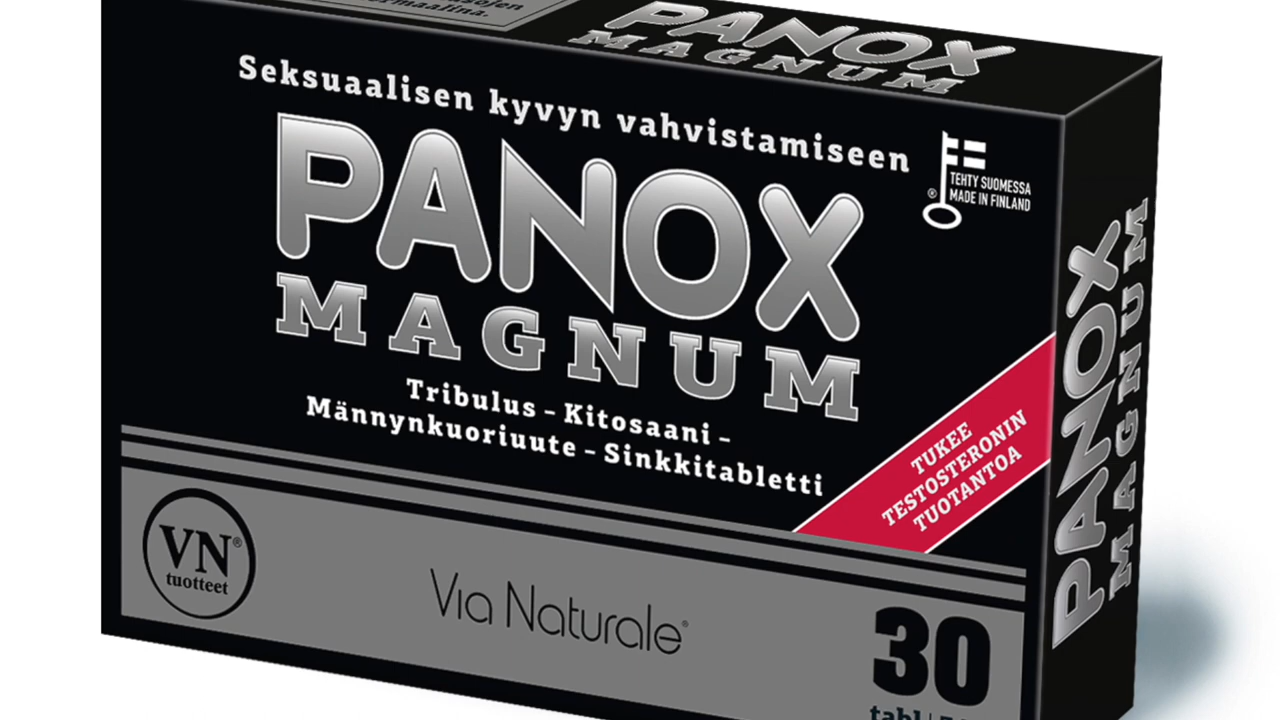 PANOX
MAGNUM
Seksuaalisen kyvyn vahvistamiseen
PANOX
MAGNUM
Tribulus – Kitosaani –
Männynkuoriuute – Sinkkitabletti
® TEHTY SUOMESSA
MADE IN FINLAND
TUKEE
TESTOSTERONIN
TUOTANTOA
PANOX
MAGNUM
VN®
tuotteet
Via Naturale®
30